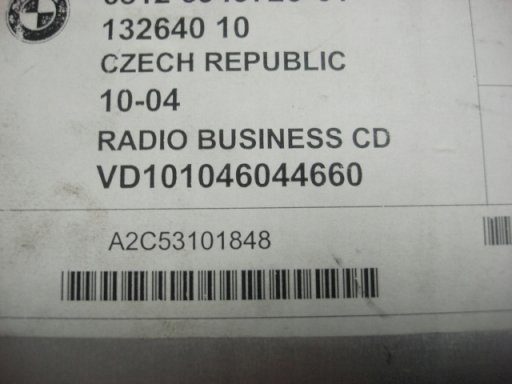 132640 10
CZECH REPUBLIC
10-04
RADIO BUSINESS CD
VD101046044660
A2C53101848